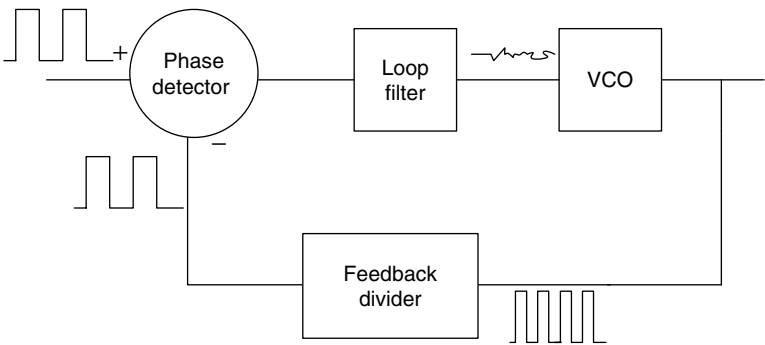 +
Phase
detector
−
Loop
filter
VCO
Feedback
divider